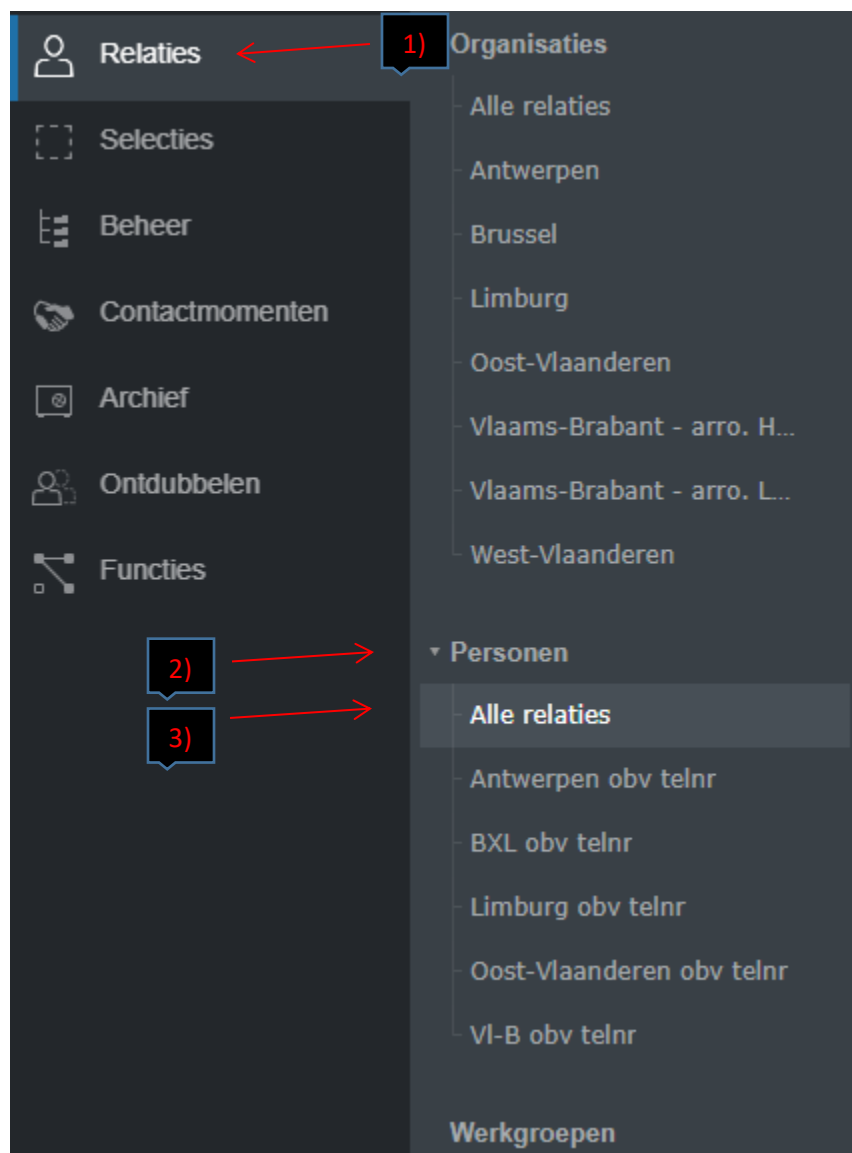 Relaties
Selecties
Beheer
Contactmomenten
Archief
Ontdubbelen
Functies
1)
2)
3)
Organisaties
Alle relaties
Antwerpen
Brussel
Limburg
Oost-Vlaanderen
Vlaams-Brabant - arro. H...
Vlaams-Brabant - arro. L...
West-Vlaanderen
Personen
Alle relaties
Antwerpen obv telnr
BXL obv telnr
Limburg obv telnr
Oost-Vlaanderen obv telnr
Vl-B obv telnr
Werkgroepen